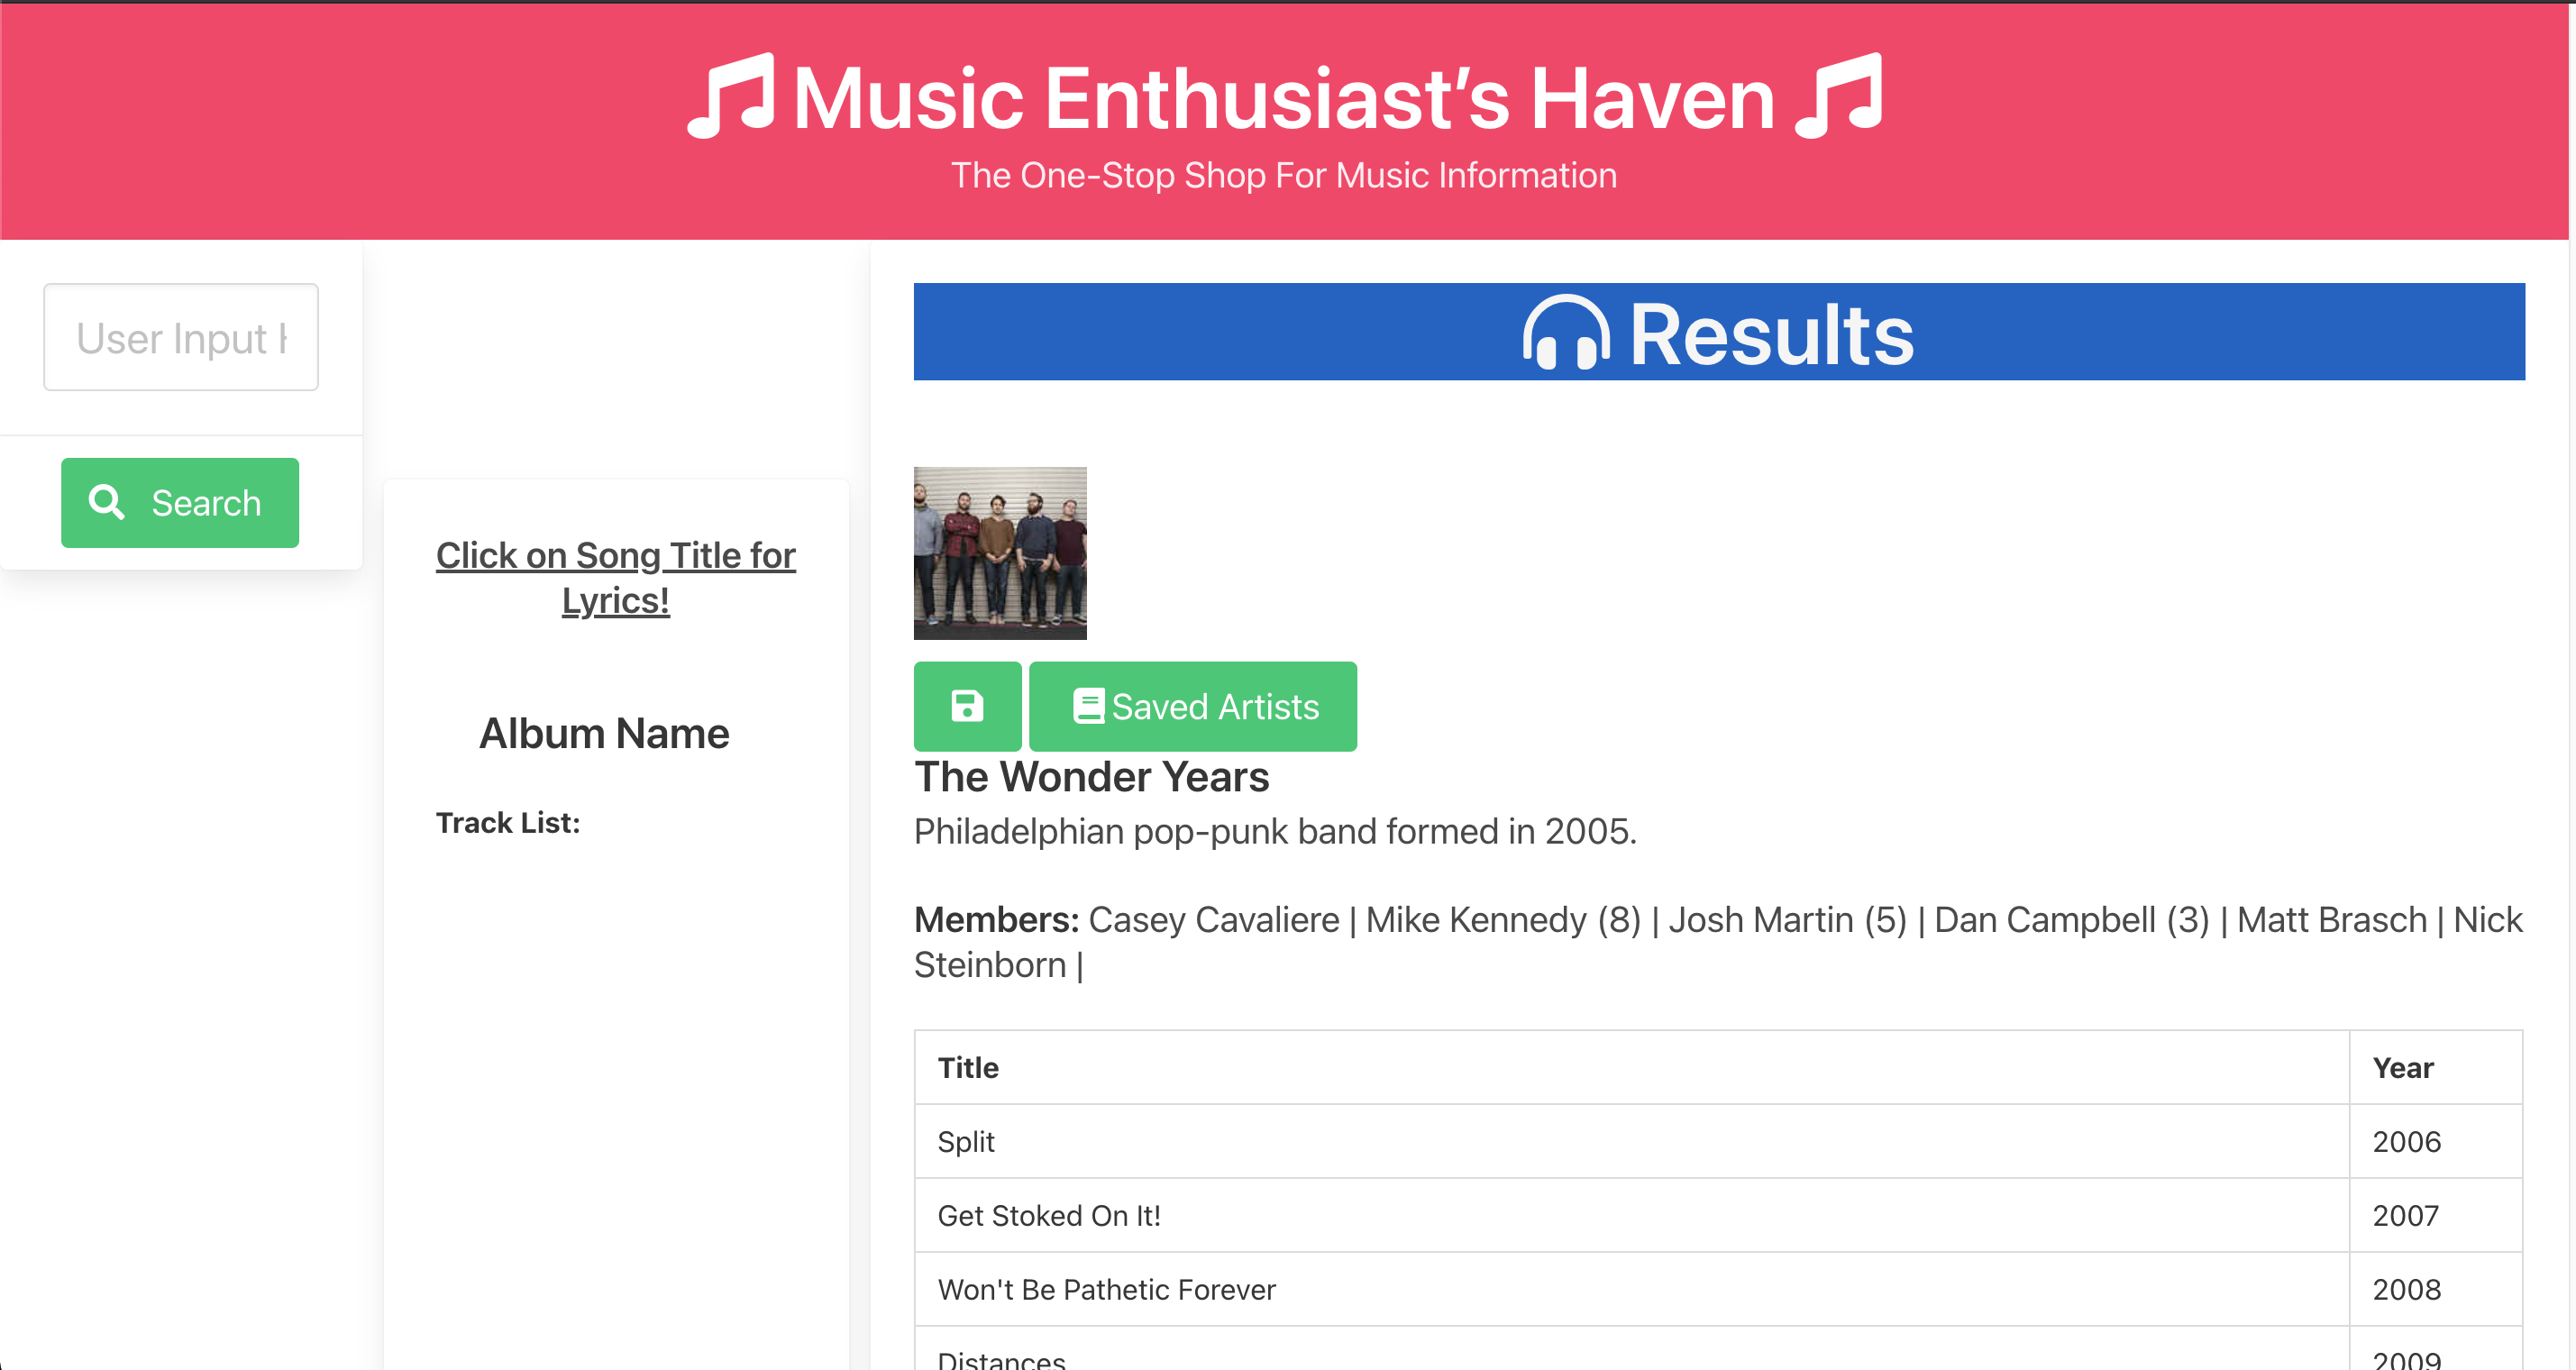 Music Enthusiast’s Haven
The One-Stop Shop For Music Information
User Input
Search
Click on Song Title for
Lyrics!
Album Name
Track List:
Results
Saved Artists
The Wonder Years
Philadelphian pop-punk band formed in 2005.
Members: Casey Cavaliere | Mike Kennedy (8) | Josh Martin (5) | Dan Campbell (3) | Matt Brasch | Nick
Steinborn |
Title Year
Split 2006
Get Stoked On It! 2007
Won't Be Pathetic Forever 2008
Distances 2009